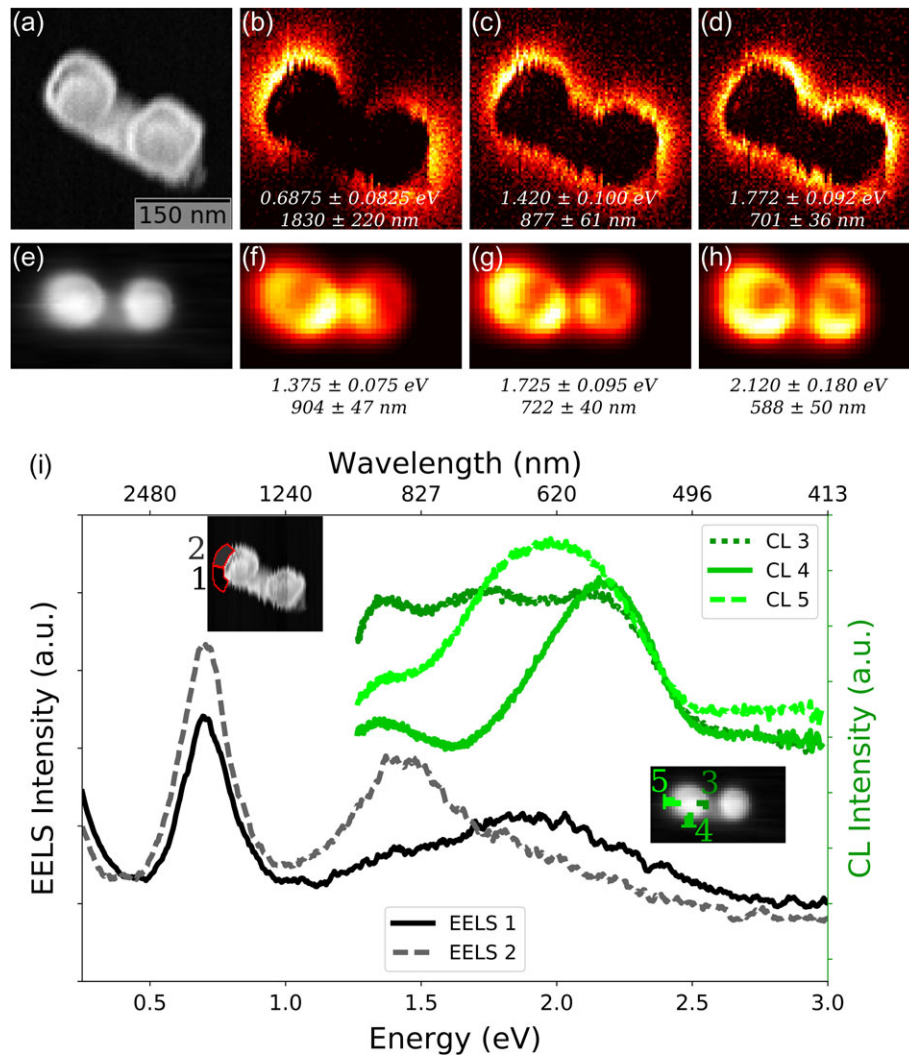 (a)
(b)
(c)
(d)
150 nm
0.6875 ± 0.0825 eV
1830 ± 220 nm
1.420 ± 0.100 eV
877 ± 61 nm
1.772 ± 0.092 eV
701 ± 36 nm
(e)
(f)
(g)
(h)
1.375 ± 0.075 eV
904 ± 47 nm
1.725 ± 0.095 eV
722 ± 40 nm
2.120 ± 0.180 eV
588 ± 50 nm
(i)
Wavelength (nm)
2480 1240 827 620 496 413
2
1
CL 3
CL 4
CL 5
EELS Intensity (a.u.)
CL Intensity (a.u.)
5 3
4
EELS 1
EELS 2
0.5 1.0 1.5 2.0 2.5 3.0
Energy (eV)